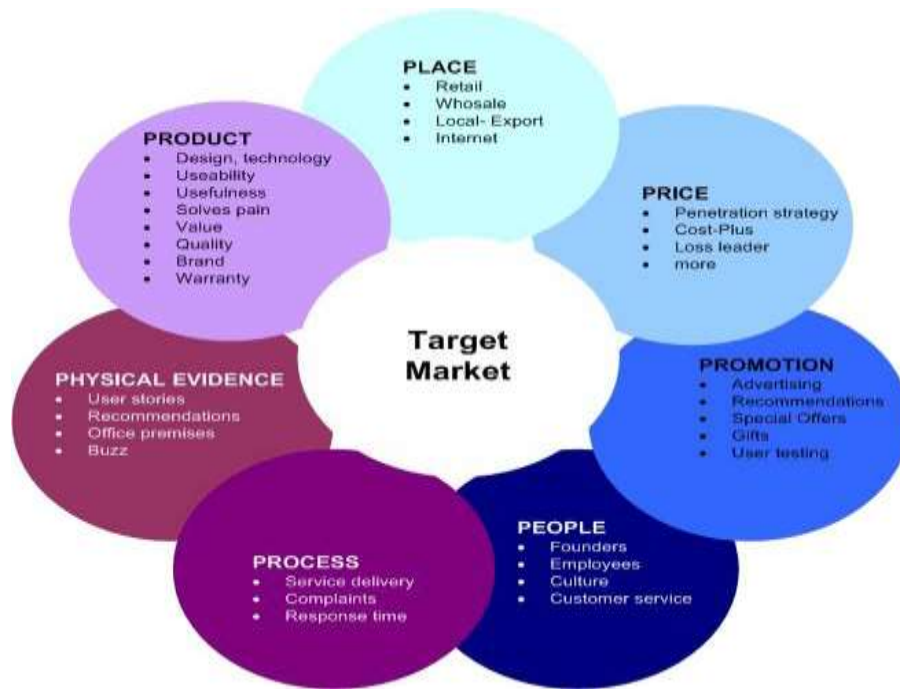 PLACE
• Retail
• Whosale
• Local- Export
• Internet
PRICE
• Penetration strategy
• Cost-Plus
• Loss leader
• more
PROMOTION
• Advertising
• Recommendations
• Special Offers
• Gifts
• User testing
PEOPLE
• Founders
• Employees
• Culture
• Customer service
PROCESS
• Service delivery
• Complaints
• Response time
PHYSICAL EVIDENCE
• User stories
• Recommendations
• Office premises
• Buzz
PRODUCT
• Design, technology
• Useability
• Usefulness
• Solves pain
• Value
• Quality
• Brand
• Warranty
Target
Market